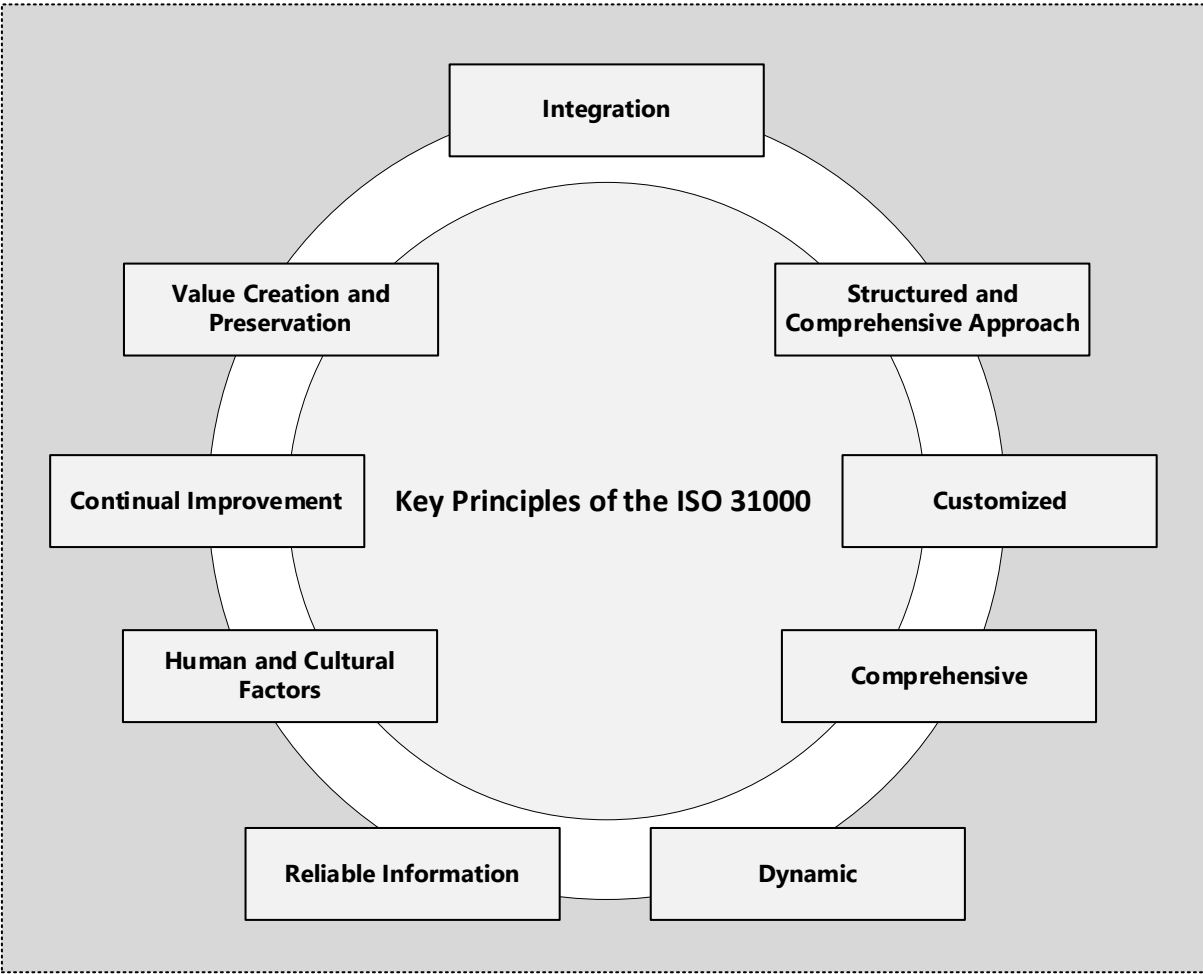 Integration
Value Creation and
Preservation
Structured and
Comprehensive Approach
Continual Improvement
Key Principles of the ISO 31000
Customized
Human and Cultural
Factors
Comprehensive
Reliable Information
Dynamic